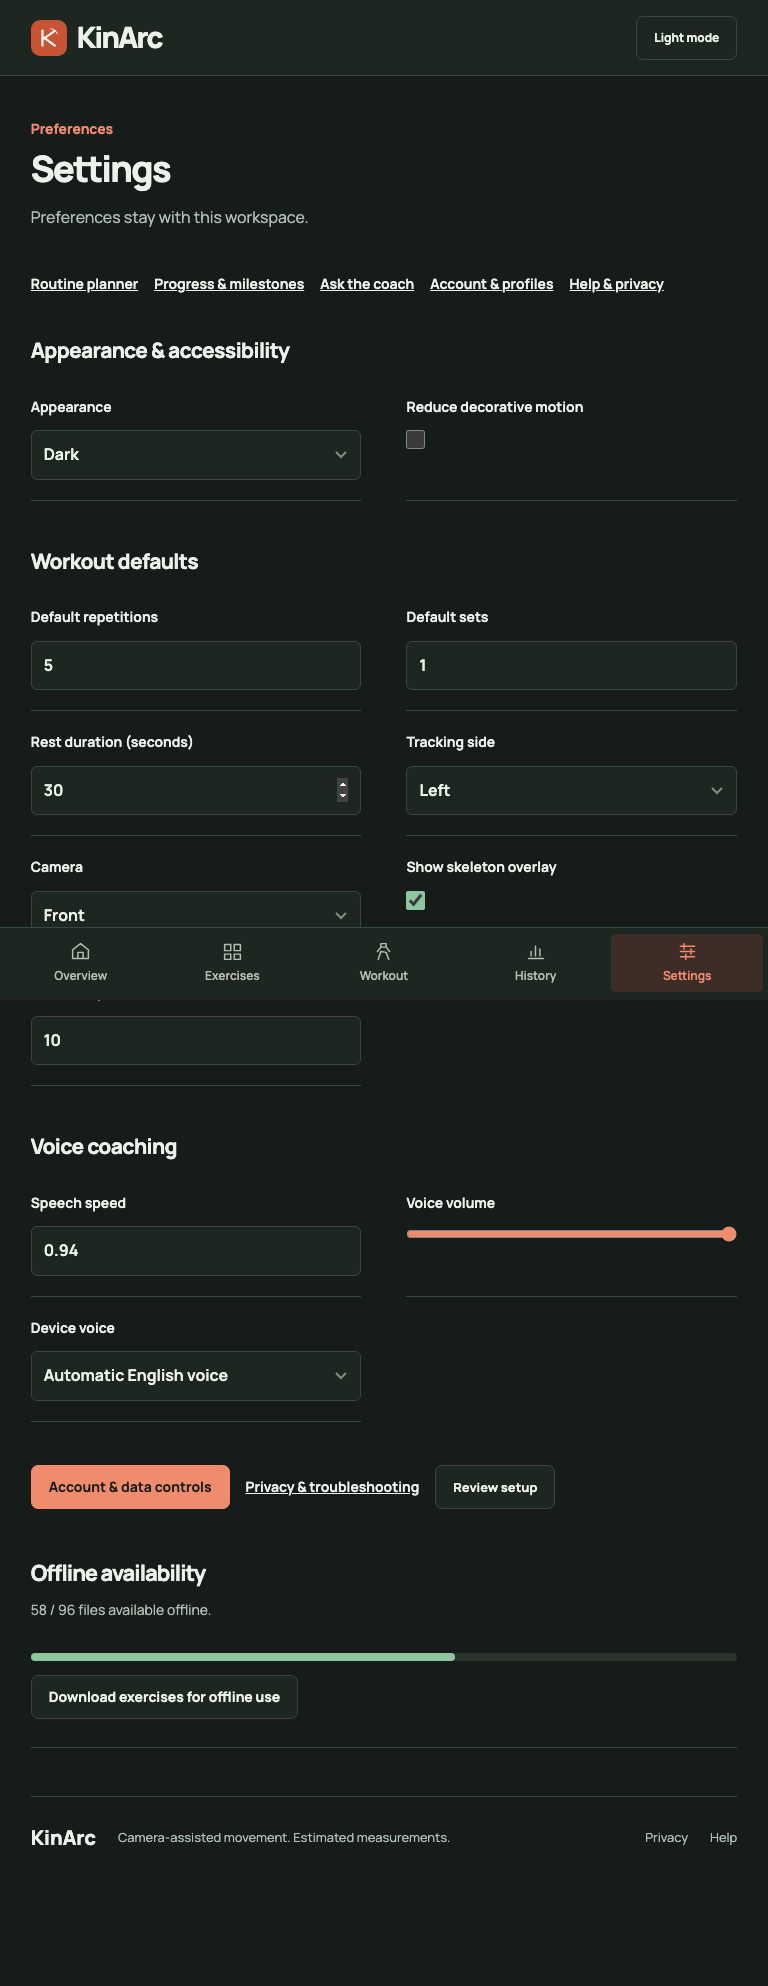 KinArc
Light mode
Preferences
Settings
Preferences stay with this workspace.
Routine planner Progress & milestones Ask the coach Account & profiles Help & privacy
Appearance & accessibility
Appearance
Reduce decorative motion
Dark
Workout defaults
Default repetitions
Default sets
5
1
Rest duration (seconds)
Tracking side
30
Left
Camera
Show skeleton overlay
Front
Overview
Exercises
Workout
History
Settings
10
Voice coaching
Speech speed
Voice volume
0.94
Device voice
Automatic English voice
Account & data controls
Privacy & troubleshooting
Review setup
Offline availability
58 / 96 files available offline.
Download exercises for offline use
KinArc
Camera-assisted movement. Estimated measurements.
Privacy
Help